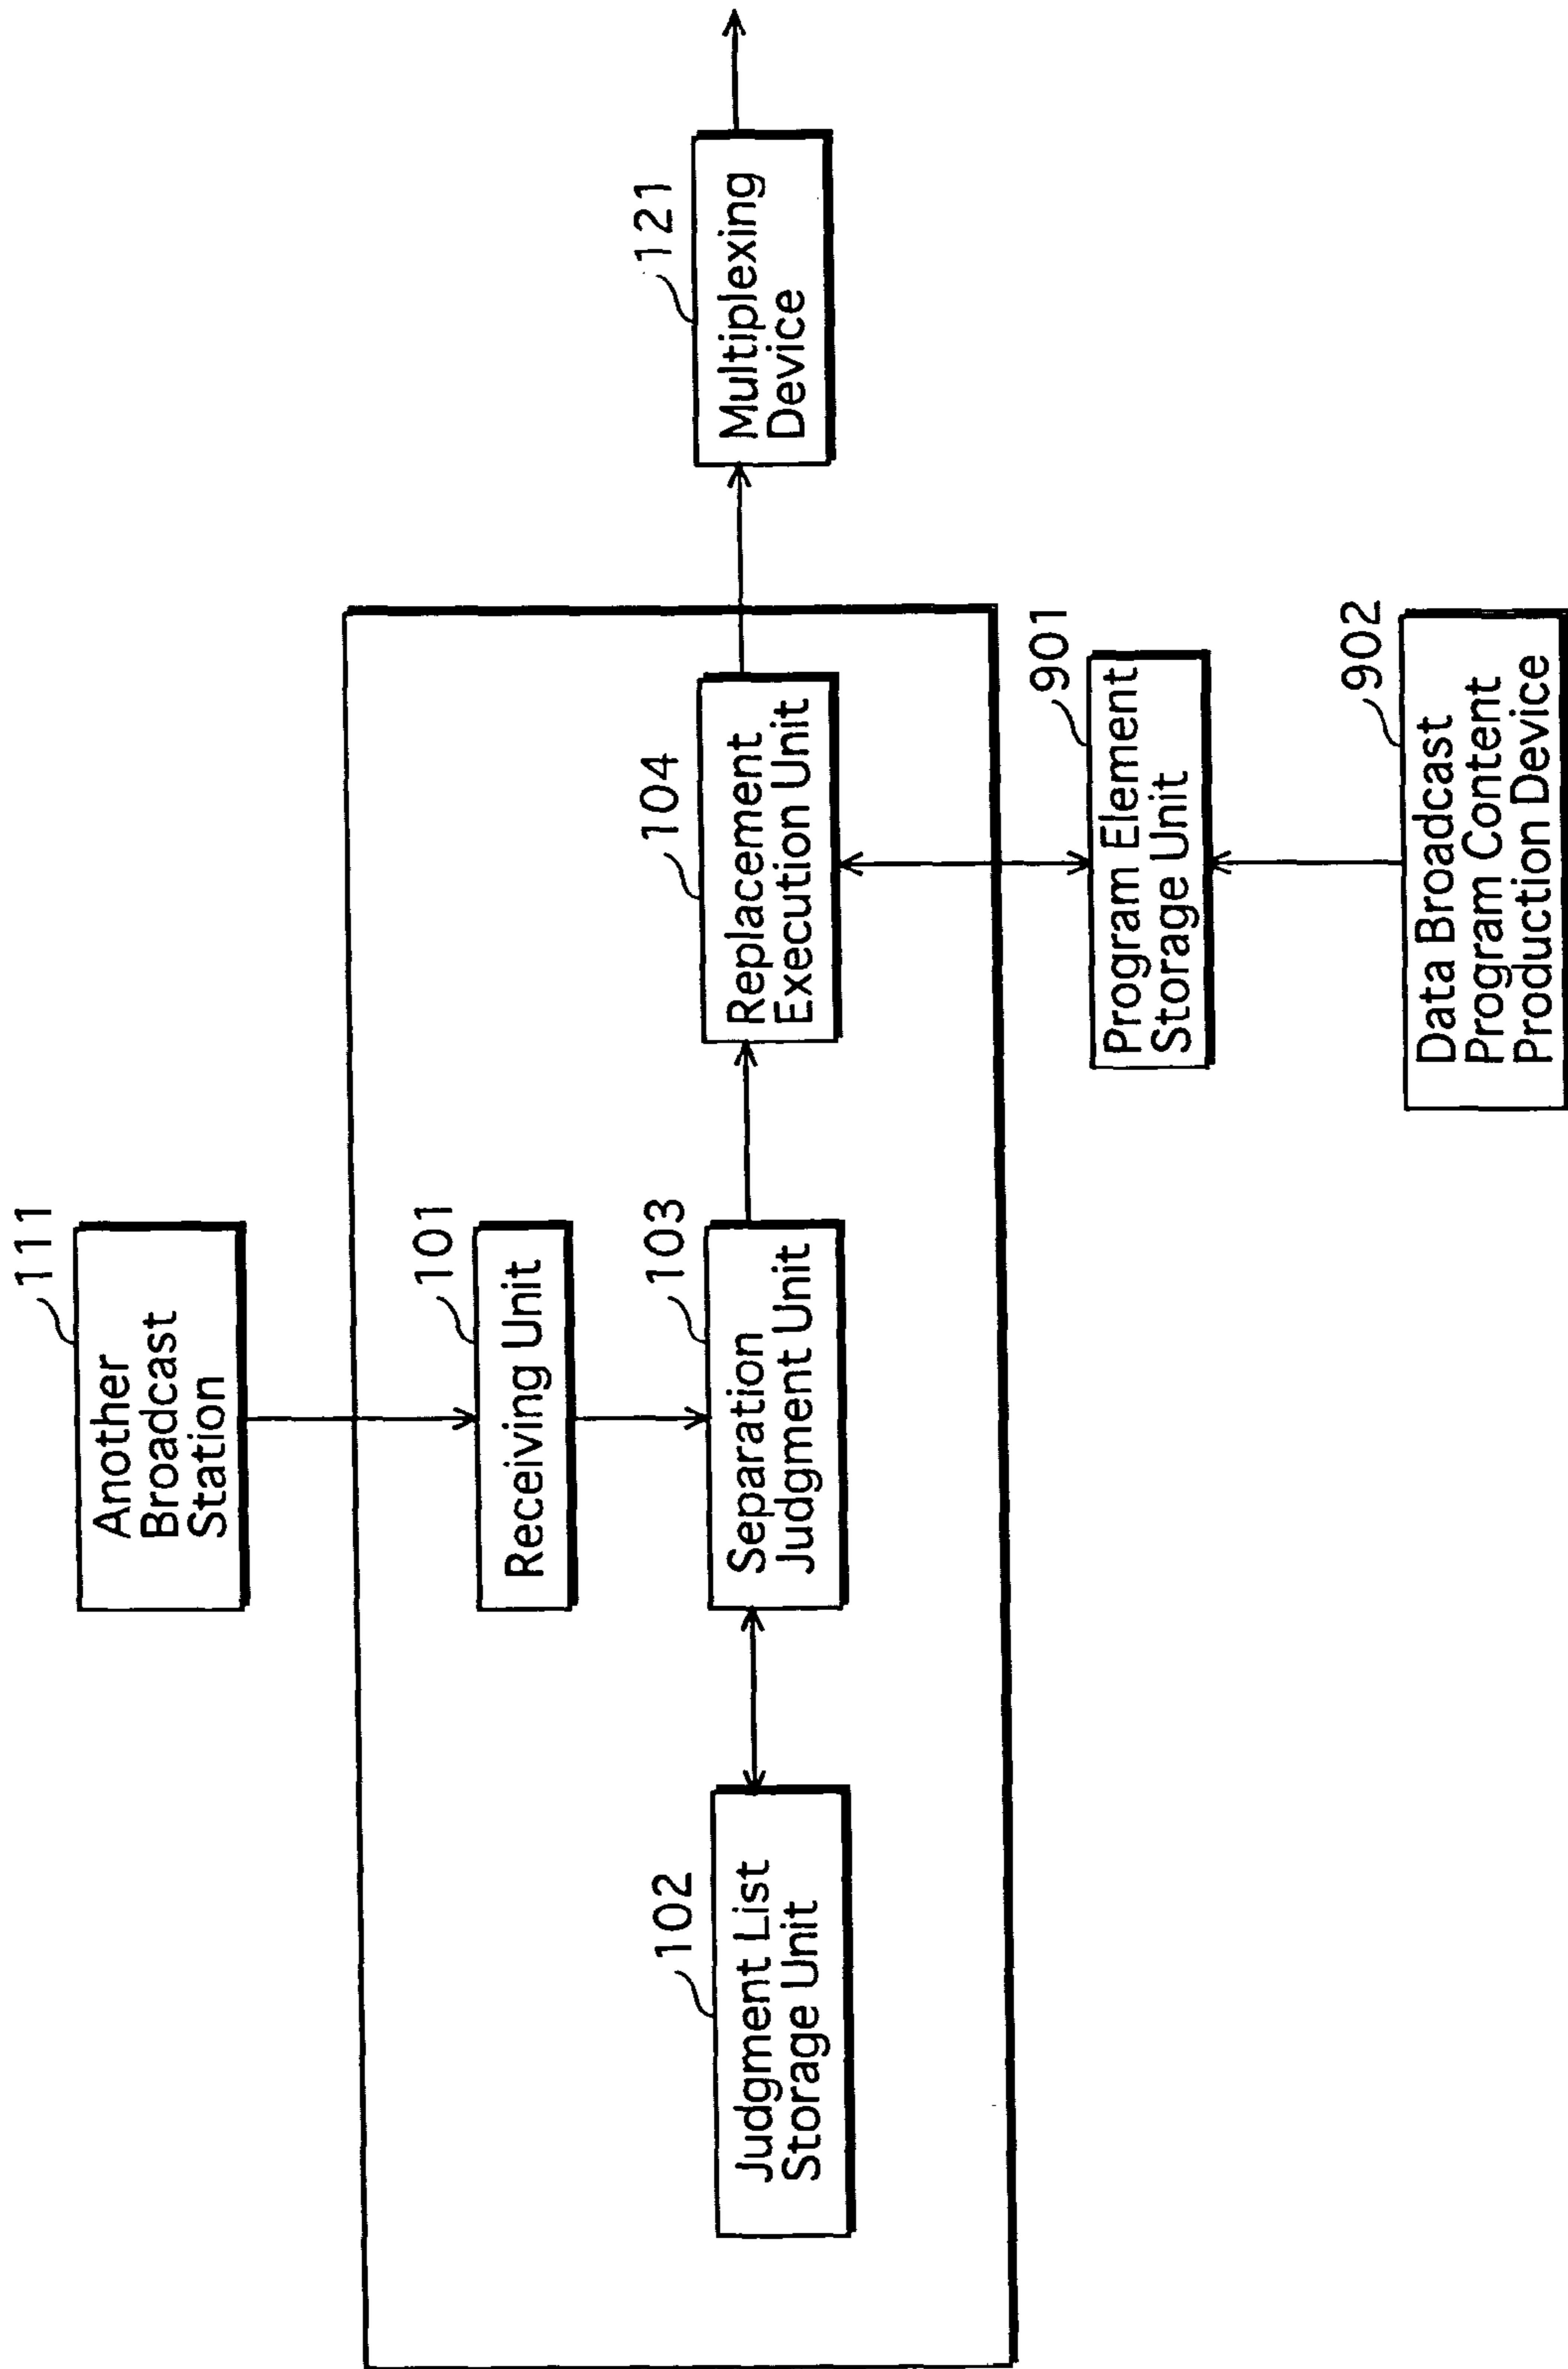 111
Another
Broadcast
Station
101
Receiving Unit
102
Judgment List
Storage Unit
103
Separation
Judgment Unit
104
Replacement
Execution Unit
121
Multiplexing
Device
901
Program Element
Storage Unit
902
Data Broadcast
Program Content
Production Device